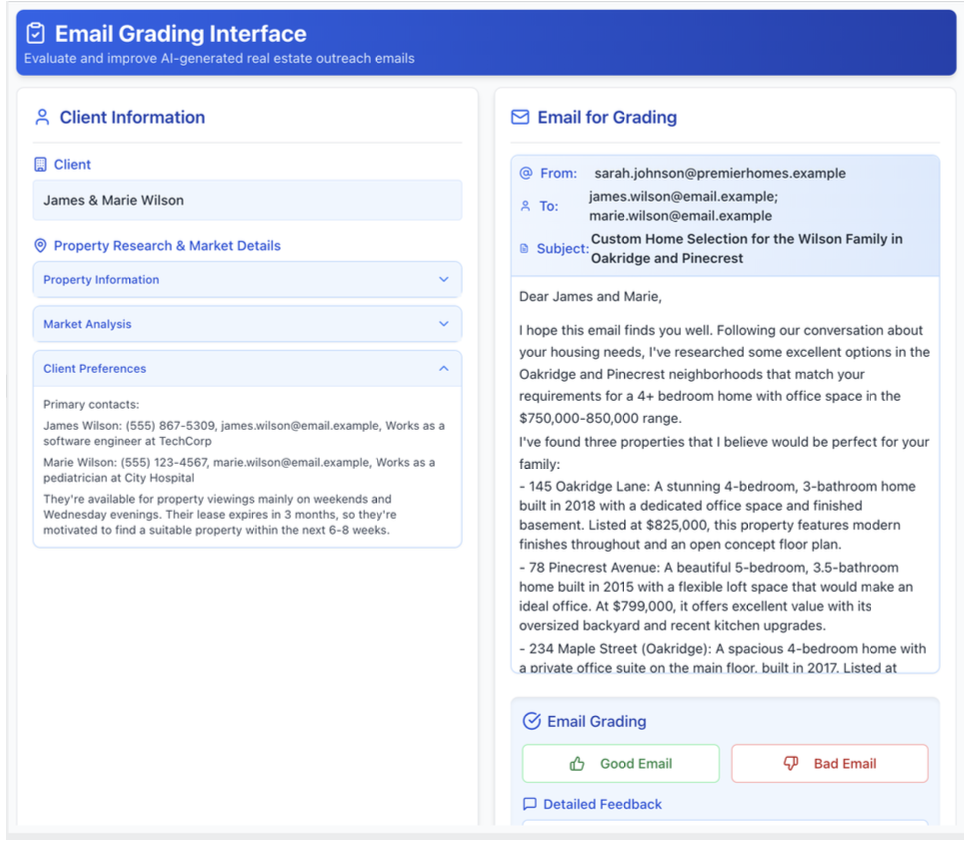 Email Grading Interface
Evaluate and improve AI-generated real estate outreach emails
Client Information
Client
James & Marie Wilson
Property Research & Market Details
Property Information
Market Analysis
Client Preferences
Primary contacts:
James Wilson: (555) 867-5309, james.wilson@email.example, Works as a
software engineer at TechCorp
Marie Wilson: (555) 123-4567, marie.wilson@email.example, Works as a
pediatrician at City Hospital
They're available for property viewings mainly on weekends and
Wednesday evenings. Their lease expires in 3 months, so they're
motivated to find a suitable property within the next 6-8 weeks.
Email for Grading
From: sarah.johnson@premierhomes.example
To: james.wilson@email.example;
marie.wilson@email.example
Subject: Custom Home Selection for the Wilson Family in
Oakridge and Pinecrest
Dear James and Marie,
I hope this email finds you well. Following our conversation about
your housing needs, I've researched some excellent options in the
Oakridge and Pinecrest neighborhoods that match your
requirements for a 4+ bedroom home with office space in the
$750,000-850,000 range.
I've found three properties that I believe would be perfect for your
family:
- 145 Oakridge Lane: A stunning 4-bedroom, 3-bathroom home
built in 2018 with a dedicated office space and finished
basement. Listed at $825,000, this property features modern
finishes throughout and an open concept floor plan.
- 78 Pinecrest Avenue: A beautiful 5-bedroom, 3.5-bathroom
home built in 2015 with a flexible loft space that would make an
ideal office. At $799,000, it offers excellent value with its
oversized backyard and recent kitchen upgrades.
- 234 Maple Street (Oakridge): A spacious 4-bedroom home with
a private office suite on the main floor, built in 2017. Listed at
Email Grading
Good Email
Bad Email
Detailed Feedback